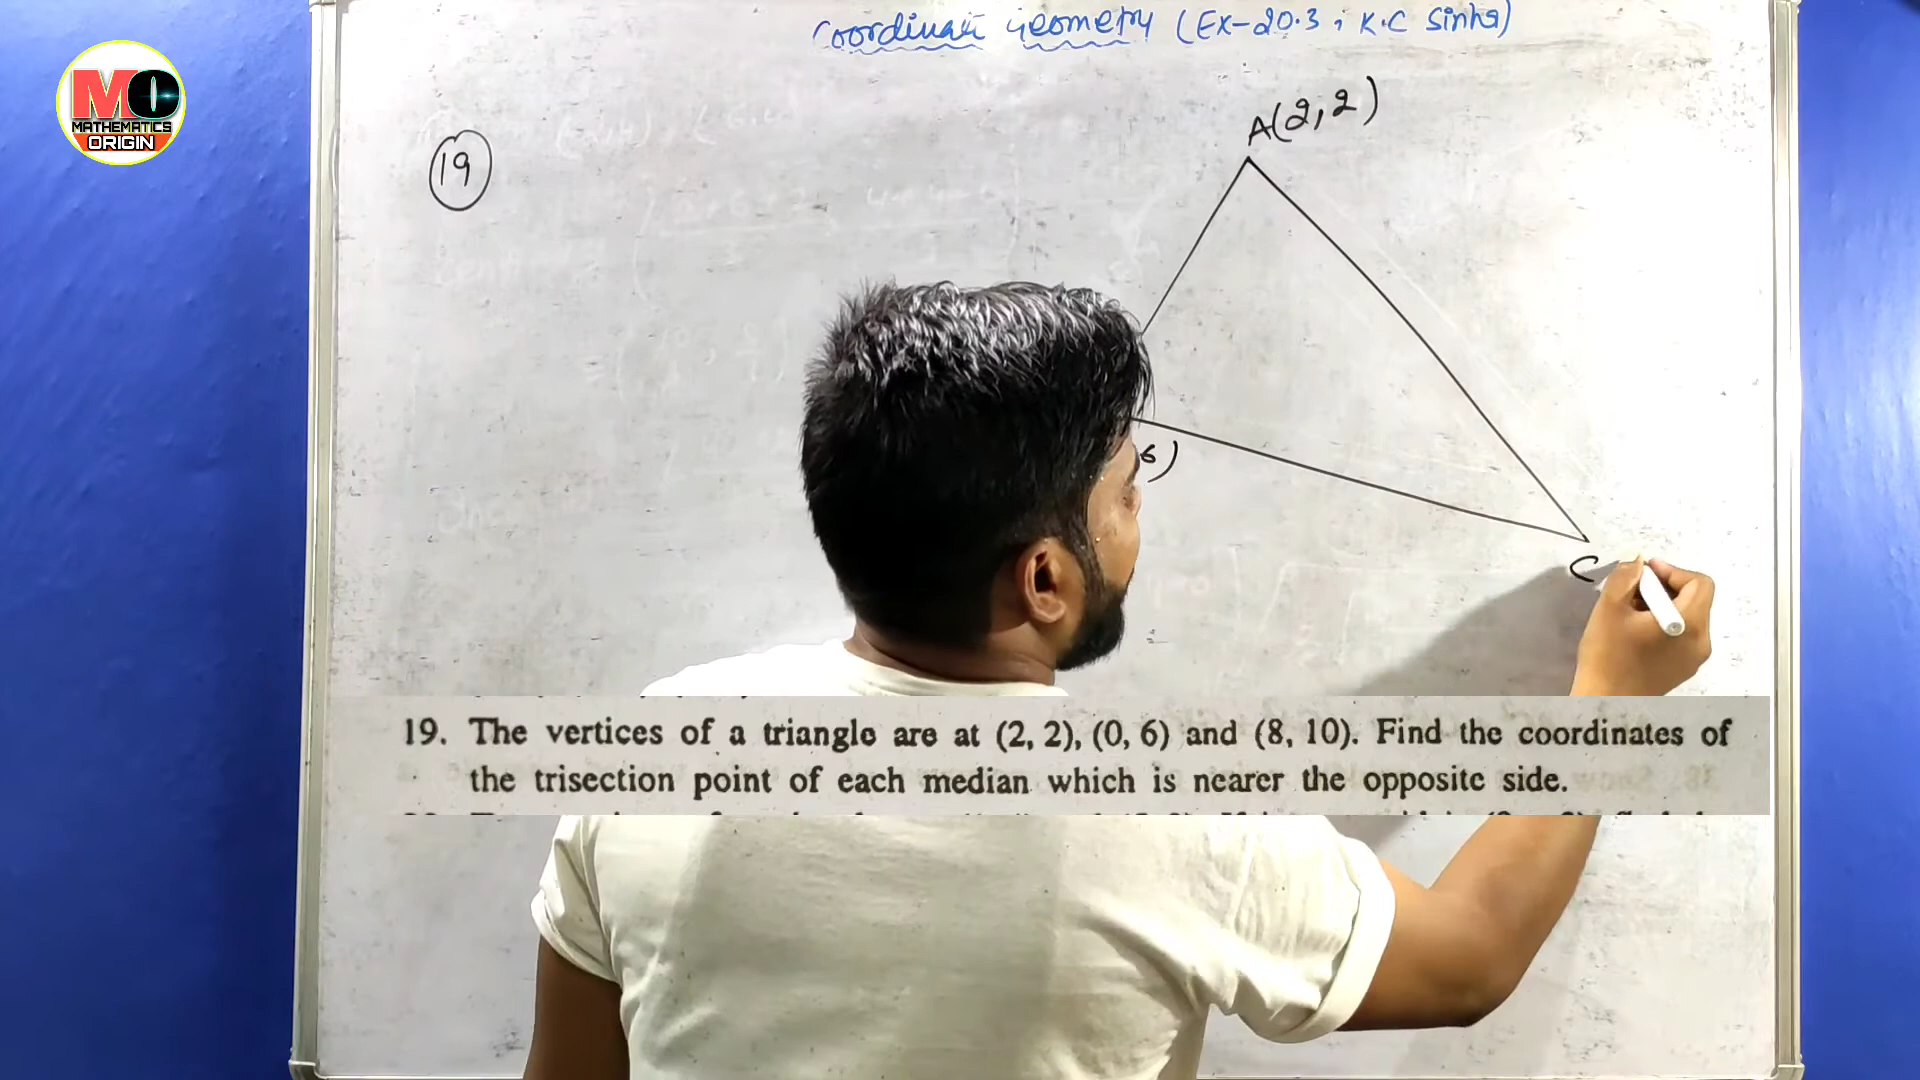 Coordinate Geometry (Ex-20.3, K.C Sinha)
MO
MATHEMATICS
ORIGIN
19
A(2,2)
6)
C
19. The vertices of a triangle are at (2, 2), (0, 6) and (8, 10). Find the coordinates of
the trisection point of each median which is nearer the opposite side.